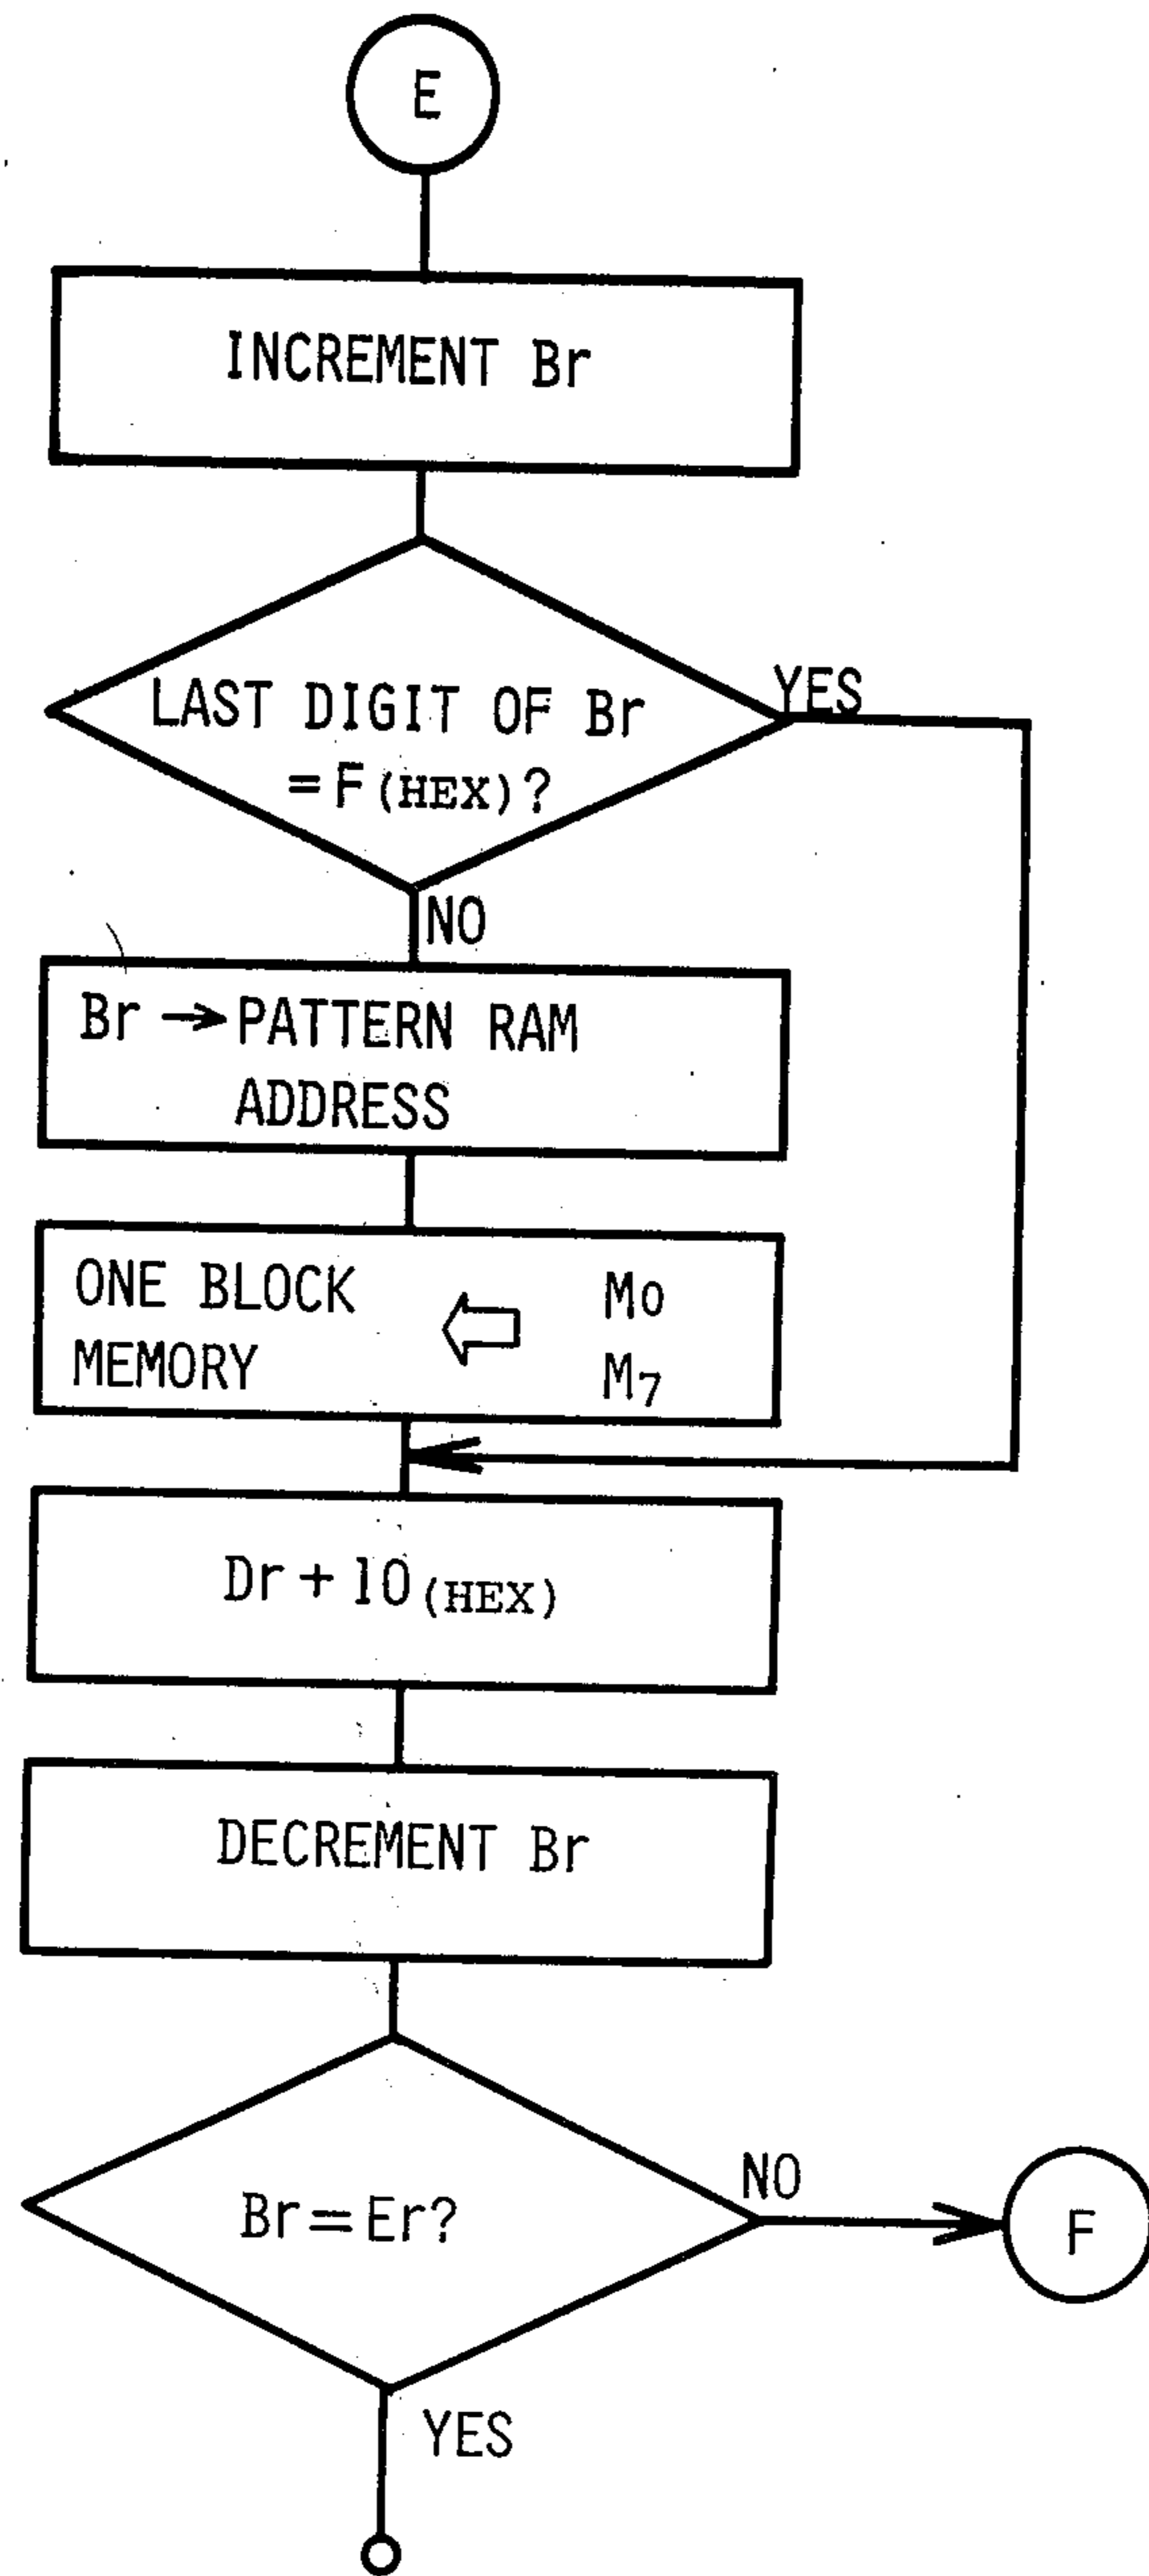 E
INCREMENT Br
LAST DIGIT OF Br
YES
= F (HEX) ?
NO
Br → PATTERN RAM
ADDRESS
ONE BLOCK
MEMORY
M0
M7
Dr + 10 (HEX)
DECREMENT Br
Br = Er?
NO
F
YES